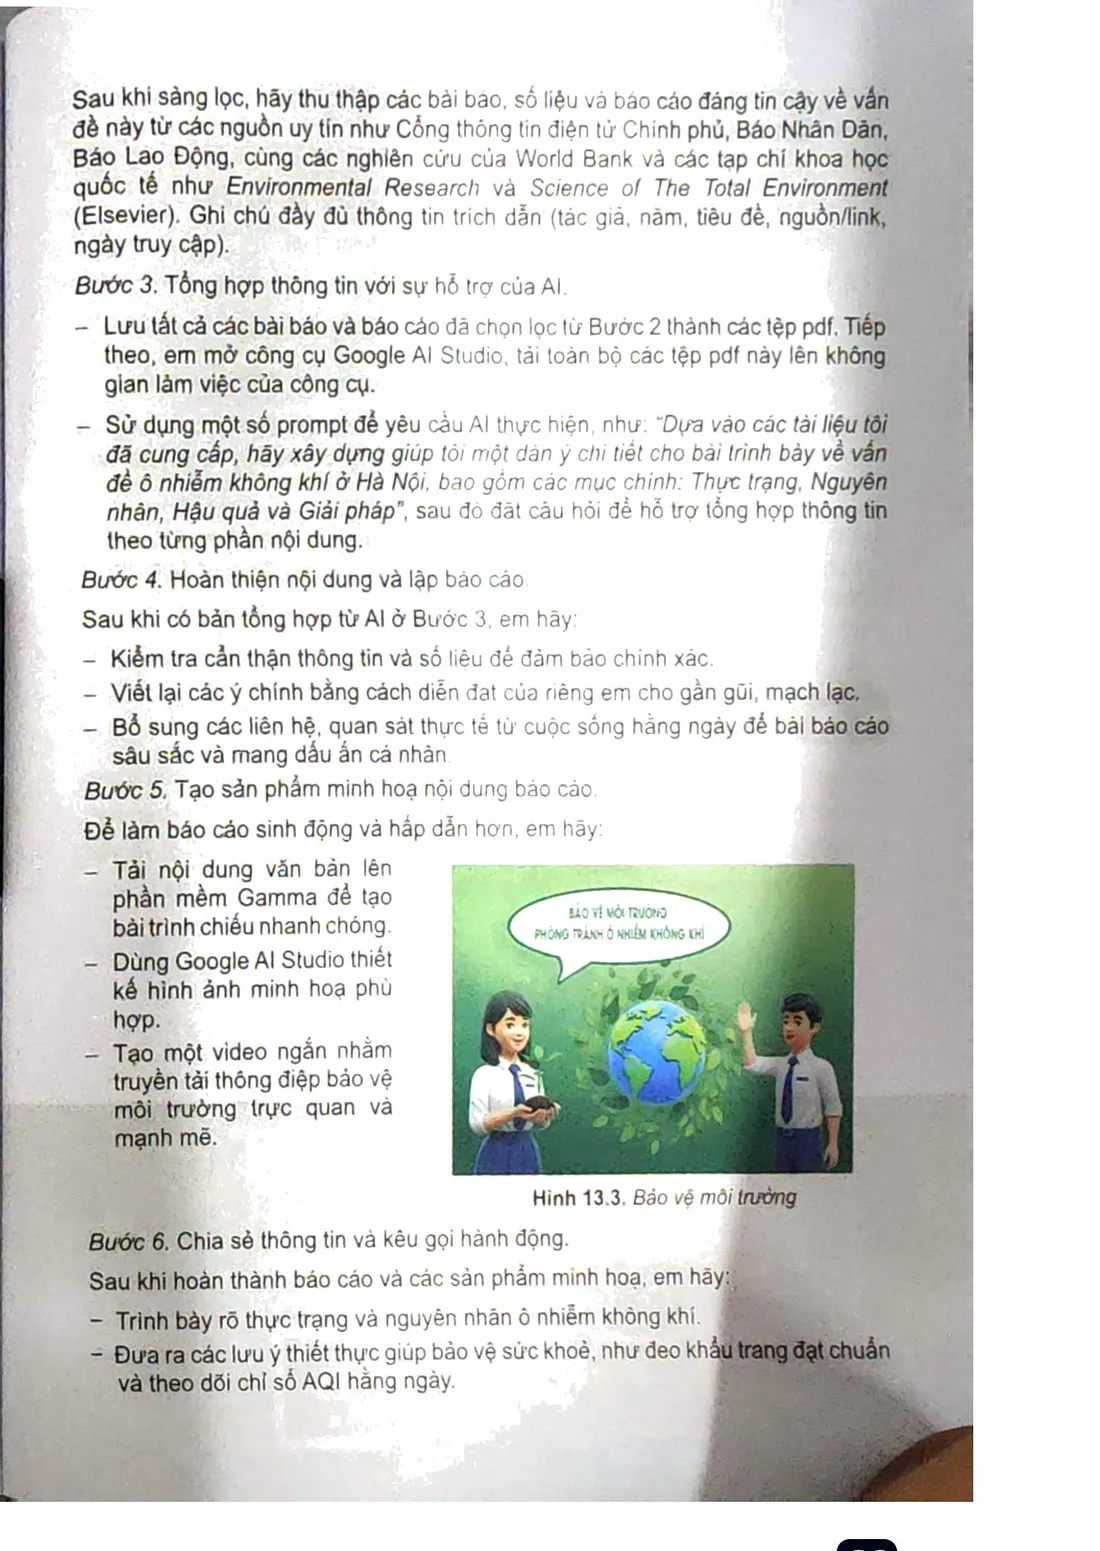 Sau khi sàng lọc, hãy thu thập các bài báo, số liệu và báo cáo đáng tin cậy về vấn
đề này từ các nguồn uy tín như Cổng thông tin điện tử Chính phủ, Báo Nhân Dân,
Báo Lao Động, cùng các nghiên cứu của World Bank và các tạp chí khoa học
quốc tế như Environmental Research và Science of The Total Environment
(Elsevier). Ghi chú đầy đủ thông tin trích dẫn (tác giả, năm, tiêu đề, nguồn/link,
ngày truy cập).
Bước 3. Tổng hợp thông tin với sự hỗ trợ của AI.
– Lưu tất cả các bài báo và báo cáo đã chọn lọc từ Bước 2 thành các tệp pdf. Tiếp
theo, em mở công cụ Google AI Studio, tải toàn bộ các tệp pdf này lên không
gian làm việc của công cụ.
– Sử dụng một số prompt để yêu cầu AI thực hiện, như: "Dựa vào các tài liệu tôi
đã cung cấp, hãy xây dựng giúp tôi một dàn ý chi tiết cho bài trình bày về vấn
đề ô nhiễm không khí ở Hà Nội, bao gồm các mục chính: Thực trạng, Nguyên
nhân, Hậu quả và Giải pháp", sau đó đặt câu hỏi để hỗ trợ tổng hợp thông tin
theo từng phần nội dung.
Bước 4. Hoàn thiện nội dung và lập báo cáo.
Sau khi có bản tổng hợp từ AI ở Bước 3, em hãy:
– Kiểm tra cẩn thận thông tin và số liệu để đảm bảo chính xác.
– Viết lại các ý chính bằng cách diễn đạt của riêng em cho gần gũi, mạch lạc.
– Bổ sung các liên hệ, quan sát thực tế từ cuộc sống hằng ngày để bài báo cáo
sâu sắc và mang dấu ấn cá nhân.
Bước 5. Tạo sản phẩm minh hoạ nội dung báo cáo.
Để làm báo cáo sinh động và hấp dẫn hơn, em hãy:
– Tải nội dung văn bản lên
phần mềm Gamma để tạo
bài trình chiếu nhanh chóng.
– Dùng Google AI Studio thiết
kế hình ảnh minh hoạ phù
hợp.
– Tạo một video ngắn nhằm
truyền tải thông điệp bảo vệ
môi trường trực quan và
mạnh mẽ.
BẢO VỆ MÔI TRƯỜNG
PHÒNG TRÁNH Ô NHIỄM KHÔNG KHÍ
Hình 13.3. Bảo vệ môi trường
Bước 6. Chia sẻ thông tin và kêu gọi hành động.
Sau khi hoàn thành báo cáo và các sản phẩm minh hoạ, em hãy:
– Trình bày rõ thực trạng và nguyên nhân ô nhiễm không khí.
– Đưa ra các lưu ý thiết thực giúp bảo vệ sức khoẻ, như đeo khẩu trang đạt chuẩn
và theo dõi chỉ số AQI hằng ngày.